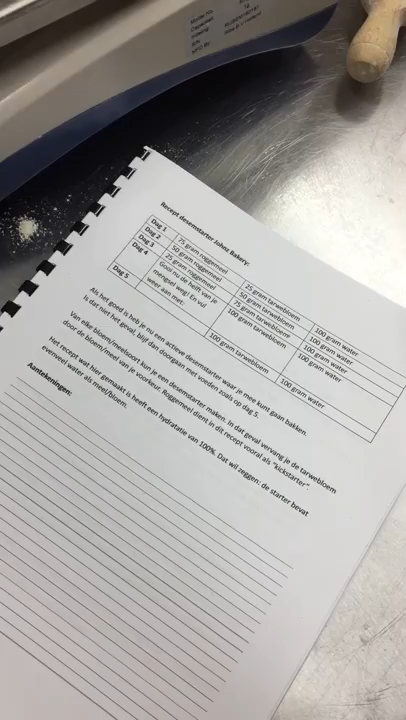 Model No:
Capacities:
Recept desemstarter Johnz Bakery:
Dag 1 75 gram roggemeel 25 gram tarwebloem 100 gram water
Dag 2 50 gram roggemeel 50 gram tarwebloem 100 gram water
Dag 3 25 gram roggemeel 75 gram tarwebloem 100 gram water
Dag 4 Gooi nu de helft van je 100 gram tarwebloem 100 gram water
mengsel weg! En vul
weer aan met:
Dag 5 100 gram tarwebloem 100 gram water
Als het goed is heb je nu een actieve desemstarter waar je mee kunt gaan bakken.
Is dat niet het geval, blijf dan doorgaan met voeden zoals op dag 5.
Van elke bloem/meelsoort kun je een desemstarter maken. In dat geval vervang je de tarwebloem
door de bloem/meel van je voorkeur. Roggemeel dient in dit recept vooral als "kickstarter"
Het recept wat hier gemaakt is heeft een hydratatie van 100%. Dat wil zeggen: de starter bevat
evenveel water als meel/bloem.
Aantekeningen: